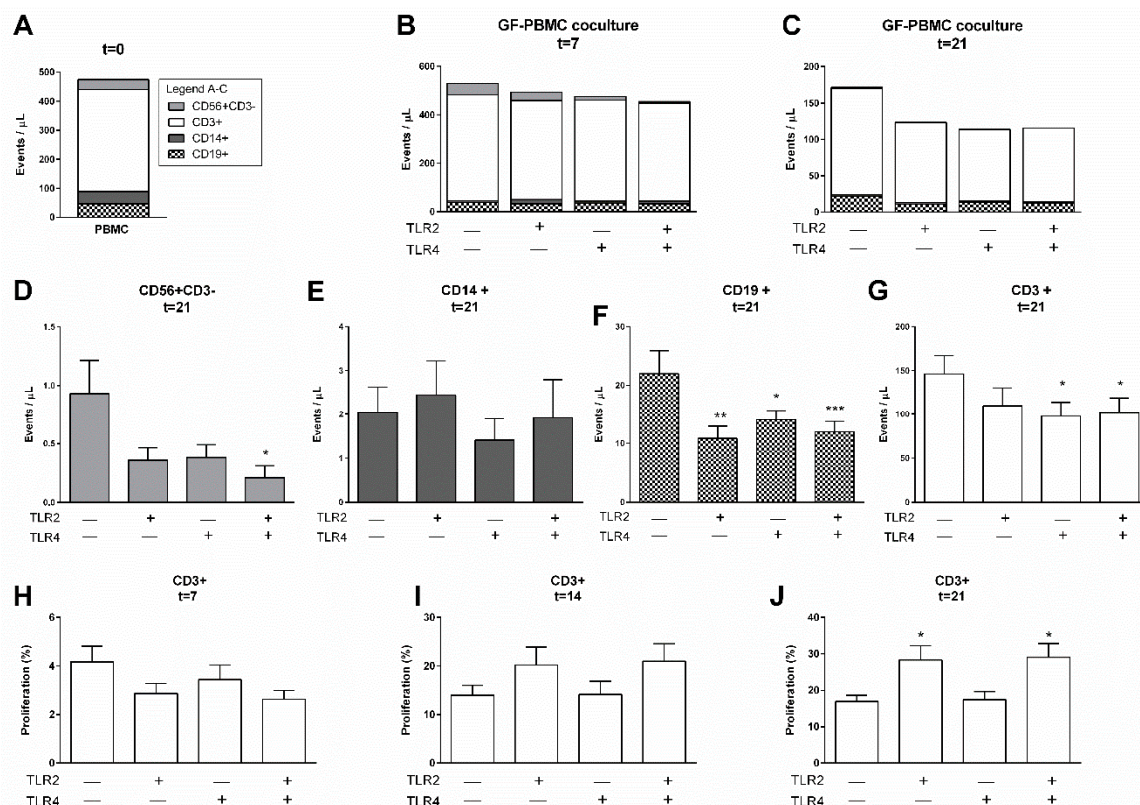 A
t=0
500
400
300
200
100
0
Events / μL
PBMC
Legend A-C
CD56+CD3-
CD3+
CD14+
CD19+
B
GF-PBMC coculture
t=7
600
400
200
0
Events / μL
TLR2 — + — +
TLR4 — — + +
C
GF-PBMC coculture
t=21
200
150
100
50
0
Events / μL
TLR2 — + — +
TLR4 — — + +
D
CD56+CD3-
t=21
1.5
1.0
0.5
0.0
Events / μL
*
TLR2 — + — +
TLR4 — — + +
E
CD14 +
t=21
4
3
2
1
0
Events / μL
TLR2 — + — +
TLR4 — — + +
F
CD19 +
t=21
30
20
10
0
Events / μL
** * ***
TLR2 — + — +
TLR4 — — + +
G
CD3 +
t=21
200
150
100
50
0
Events / μL
* *
TLR2 — + — +
TLR4 — — + +
H
CD3+
t=7
6
4
2
0
Proliferation (%)
TLR2 — + — +
TLR4 — — + +
I
CD3+
t=14
30
20
10
0
Proliferation (%)
TLR2 — + — +
TLR4 — — + +
J
CD3+
t=21
40
30
20
10
0
Proliferation (%)
* *
TLR2 — + — +
TLR4 — — + +